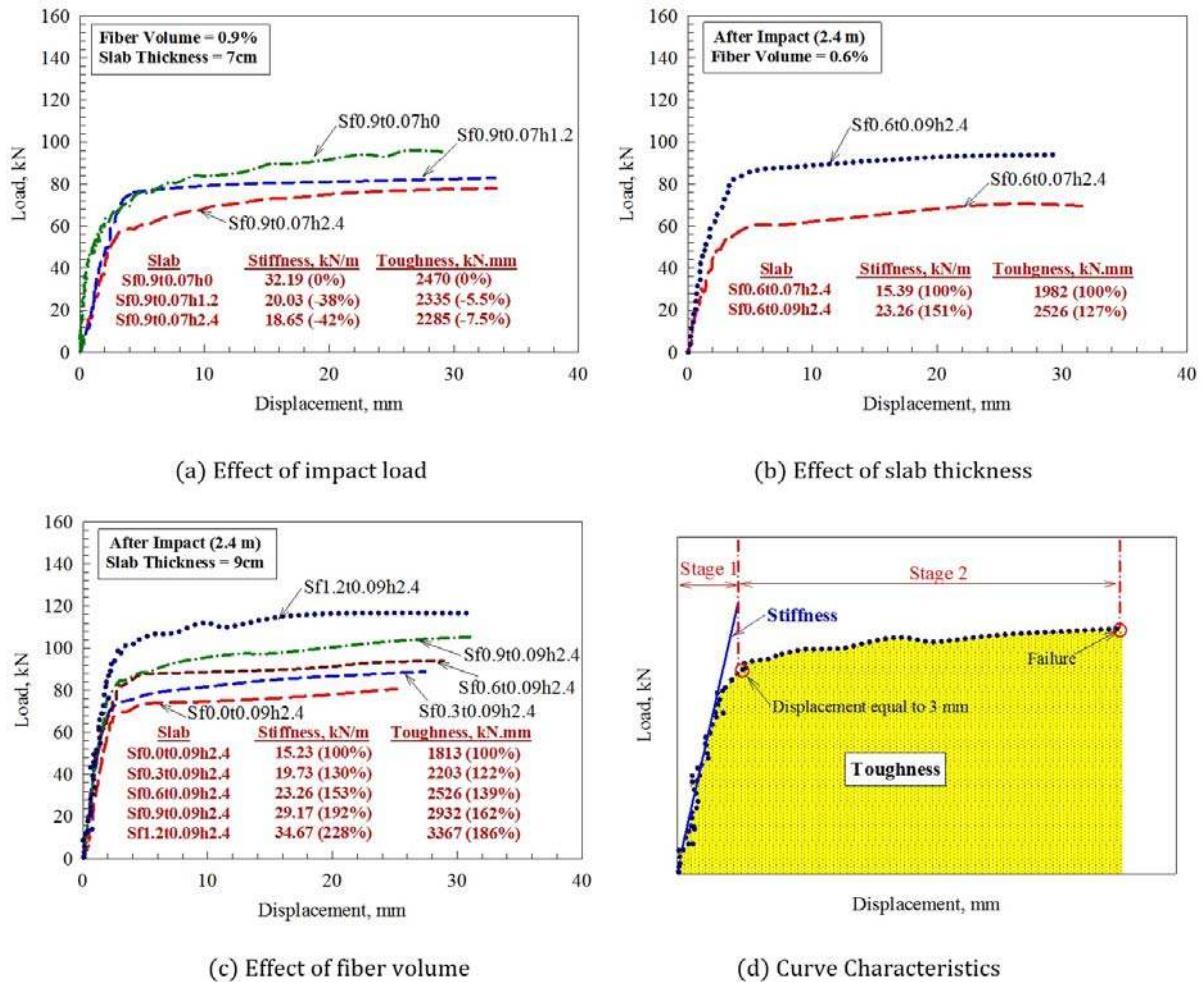 160
140
120
100
80
60
40
20
0
Load, kN
Fiber Volume = 0.9%
Slab Thickness = 7cm
Sf0.9t0.07h0
Sf0.9t0.07h1.2
Sf0.9t0.07h2.4
Slab Stiffness, kN/m Toughness, kN.mm
Sf0.9t0.07h0 32.19 (0%) 2470 (0%)
Sf0.9t0.07h1.2 20.03 (-38%) 2335 (-5.5%)
Sf0.9t0.07h2.4 18.65 (-42%) 2285 (-7.5%)
0 10 20 30 40
Displacement, mm
(a) Effect of impact load
160
140
120
100
80
60
40
20
0
Load, kN
After Impact (2.4 m)
Fiber Volume = 0.6%
Sf0.6t0.09h2.4
Sf0.6t0.07h2.4
Slab Stiffness, kN/m Touhgness, kN.mm
Sf0.6t0.07h2.4 15.39 (100%) 1982 (100%)
Sf0.6t0.09h2.4 23.26 (151%) 2526 (127%)
0 10 20 30 40
Displacement, mm
(b) Effect of slab thickness
160
140
120
100
80
60
40
20
0
Load, kN
After Impact (2.4 m)
Slab Thickness = 9cm
Sf1.2t0.09h2.4
Sf0.9t0.09h2.4
Sf0.6t0.09h2.4
Sf0.0t0.09h2.4 Sf0.3t0.09h2.4
Slab Stiffness, kN/m Toughness, kN.mm
Sf0.0t0.09h2.4 15.23 (100%) 1813 (100%)
Sf0.3t0.09h2.4 19.73 (130%) 2203 (122%)
Sf0.6t0.09h2.4 23.26 (153%) 2526 (139%)
Sf0.9t0.09h2.4 29.17 (192%) 2932 (162%)
Sf1.2t0.09h2.4 34.67 (228%) 3367 (186%)
0 10 20 30 40
Displacement, mm
(c) Effect of fiber volume
Load, kN
Stage 1 Stage 2
Stiffness
Failure
Displacement equal to 3 mm
Toughness
Displacement, mm
(d) Curve Characteristics